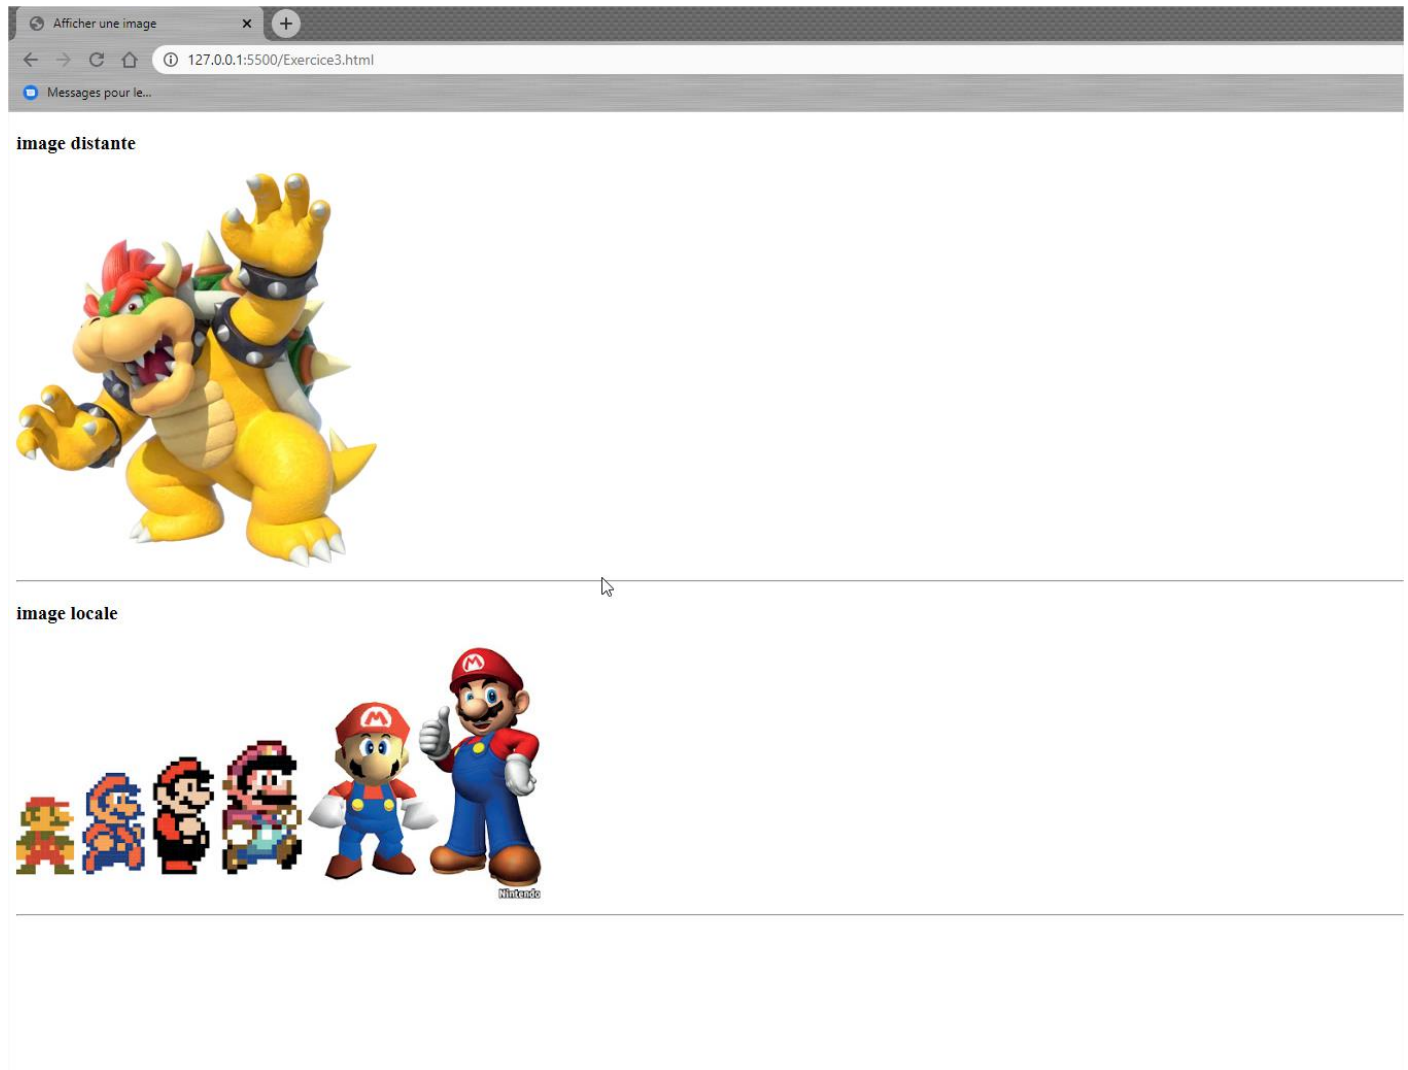 Afficher une image
127.0.0.1:5500/Exercice3.html
Messages pour le...
image distante
image locale
M
M
Nintendo